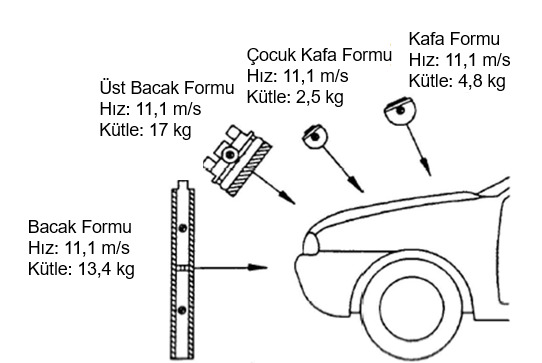 Kafa Formu
Hız: 11,1 m/s
Kütle: 4,8 kg
Çocuk Kafa Formu
Hız: 11,1 m/s
Kütle: 2,5 kg
Üst Bacak Formu
Hız: 11,1 m/s
Kütle: 17 kg
Bacak Formu
Hız: 11,1 m/s
Kütle: 13,4 kg